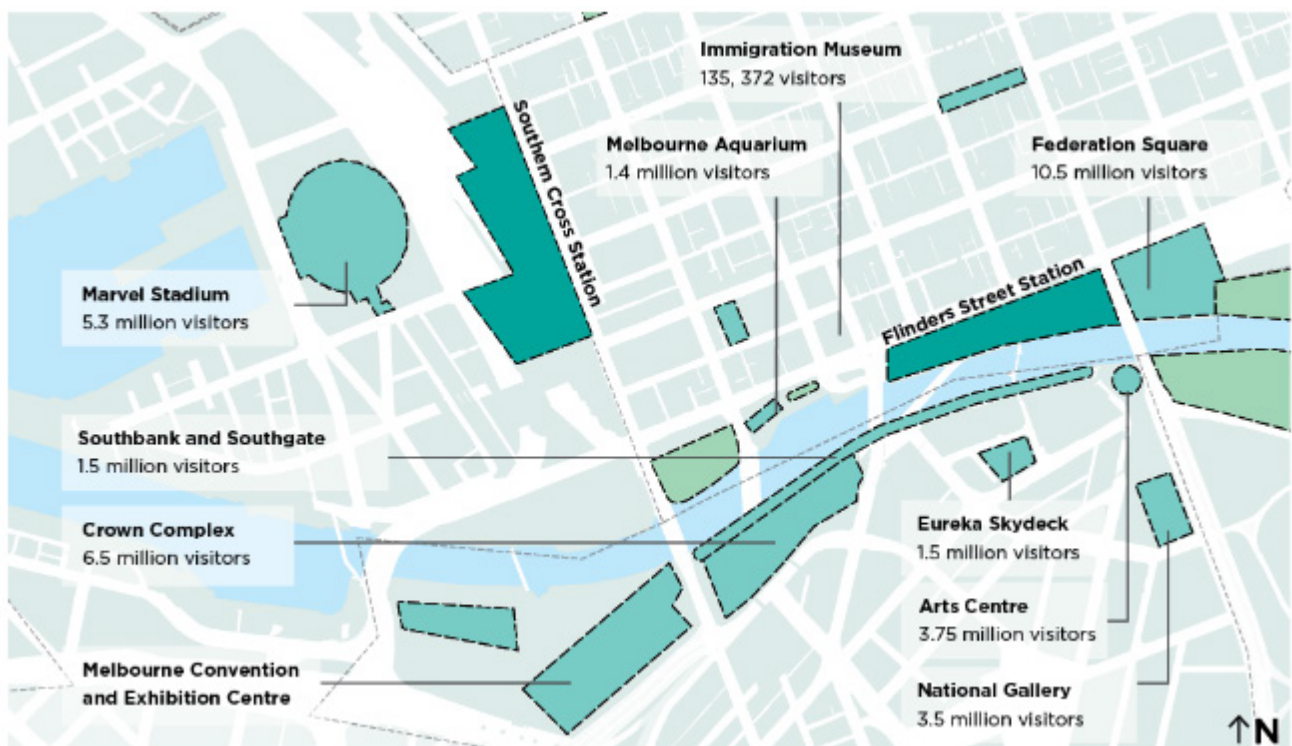 Immigration Museum
135, 372 visitors
Melbourne Aquarium
1.4 million visitors
Federation Square
10.5 million visitors
Southern Cross Station
Flinders Street Station
Marvel Stadium
5.3 million visitors
Southbank and Southgate
1.5 million visitors
Crown Complex
6.5 million visitors
Eureka Skydeck
1.5 million visitors
Arts Centre
3.75 million visitors
Melbourne Convention
and Exhibition Centre
National Gallery
3.5 million visitors
↑N